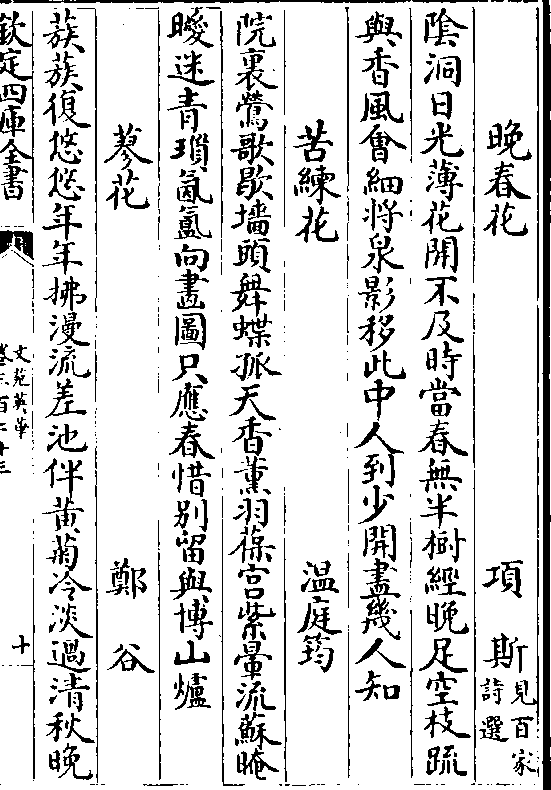 晚春花　項斯見百家詩選
陰洞日光薄花開不及時當春無半樹經晚足空枝疏
與香風會細將泉影移此中人到少開盡幾人知
苦練花　温庭筠
院裏鶯歌歇墻頭舞蝶孤天香薰羽葆宫紫暈流蘇晻
曖迷青瑣氤氲向畫圖只應春惜别留與博山爐
蓼花　鄭谷
蔟蔟復悠悠年年拂漫流差池伴黄菊冷淡過清秋晚
欽定四庫全書
文苑英華
卷三百二十三
十